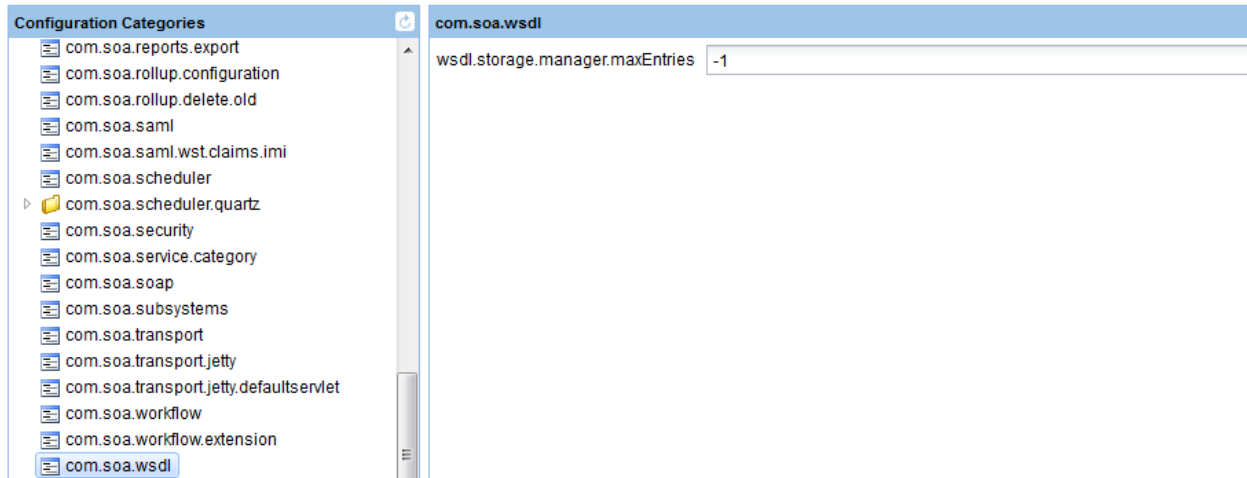 Configuration Categories
com.soa.reports.export
com.soa.rollup.configuration
com.soa.rollup.delete.old
com.soa.saml
com.soa.saml.wst.claims.imi
com.soa.scheduler
com.soa.scheduler.quartz
com.soa.security
com.soa.service.category
com.soa.soap
com.soa.subsystems
com.soa.transport
com.soa.transport.jetty
com.soa.transport.jetty.defaultservlet
com.soa.workflow
com.soa.workflow.extension
com.soa.wsdl
com.soa.wsdl
wsdl.storage.manager.maxEntries -1